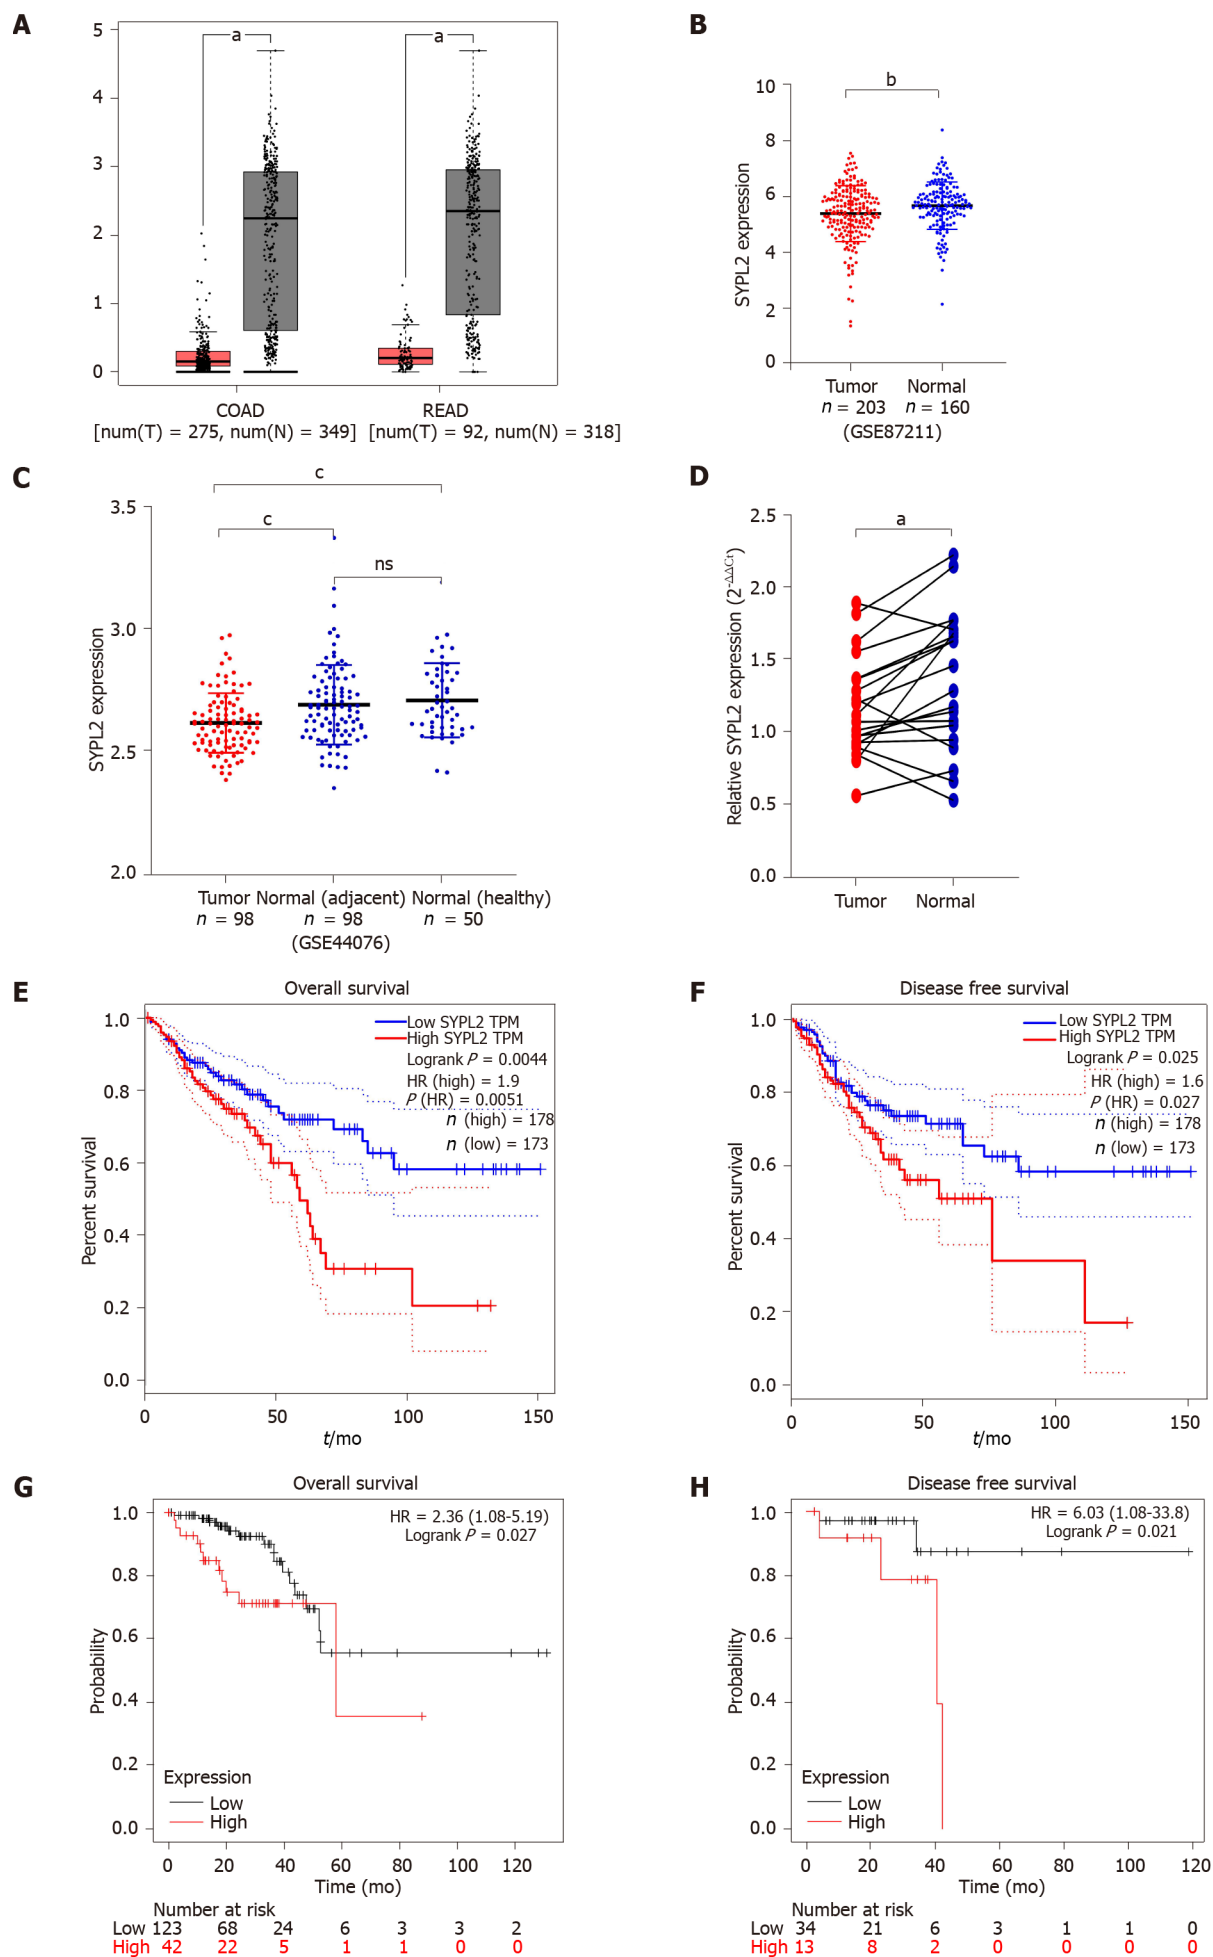 A
5
4
3
2
1
0
a
a
COAD
READ
[num(T) = 275, num(N) = 349]
[num(T) = 92, num(N) = 318]
B
SYPL2 expression
10
8
6
4
2
0
b
Tumor
Normal
n = 203
n = 160
(GSE87211)
C
SYPL2 expression
3.5
3.0
2.5
2.0
c
c
ns
Tumor
Normal (adjacent)
Normal (healthy)
n = 98
n = 98
n = 50
(GSE44076)
D
Relative SYPL2 expression (2-ΔΔCt)
2.5
2.0
1.5
1.0
0.5
0.0
a
Tumor
Normal
E
Overall survival
Percent survival
1.0
0.8
0.6
0.4
0.2
0.0
Low SYPL2 TPM
High SYPL2 TPM
Logrank P = 0.0044
HR (high) = 1.9
P (HR) = 0.0051
n (high) = 178
n (low) = 173
0
50
100
150
t/mo
F
Disease free survival
Percent survival
1.0
0.8
0.6
0.4
0.2
0.0
Low SYPL2 TPM
High SYPL2 TPM
Logrank P = 0.025
HR (high) = 1.6
P (HR) = 0.027
n (high) = 178
n (low) = 173
0
50
100
150
t/mo
G
Overall survival
Probability
1.0
0.8
0.6
0.4
0.2
0.0
HR = 2.36 (1.08-5.19)
Logrank P = 0.027
Expression
Low
High
0
20
40
60
80
100
120
Time (mo)
Number at risk
Low 123 68 24 6 3 3 2
High 42 22 5 1 1 0 0
H
Disease free survival
Probability
1.0
0.8
0.6
0.4
0.2
0.0
HR = 6.03 (1.08-33.8)
Logrank P = 0.021
Expression
Low
High
0
20
40
60
80
100
120
Time (mo)
Number at risk
Low 34 21 6 3 1 1 0
High 13 8 2 0 0 0 0